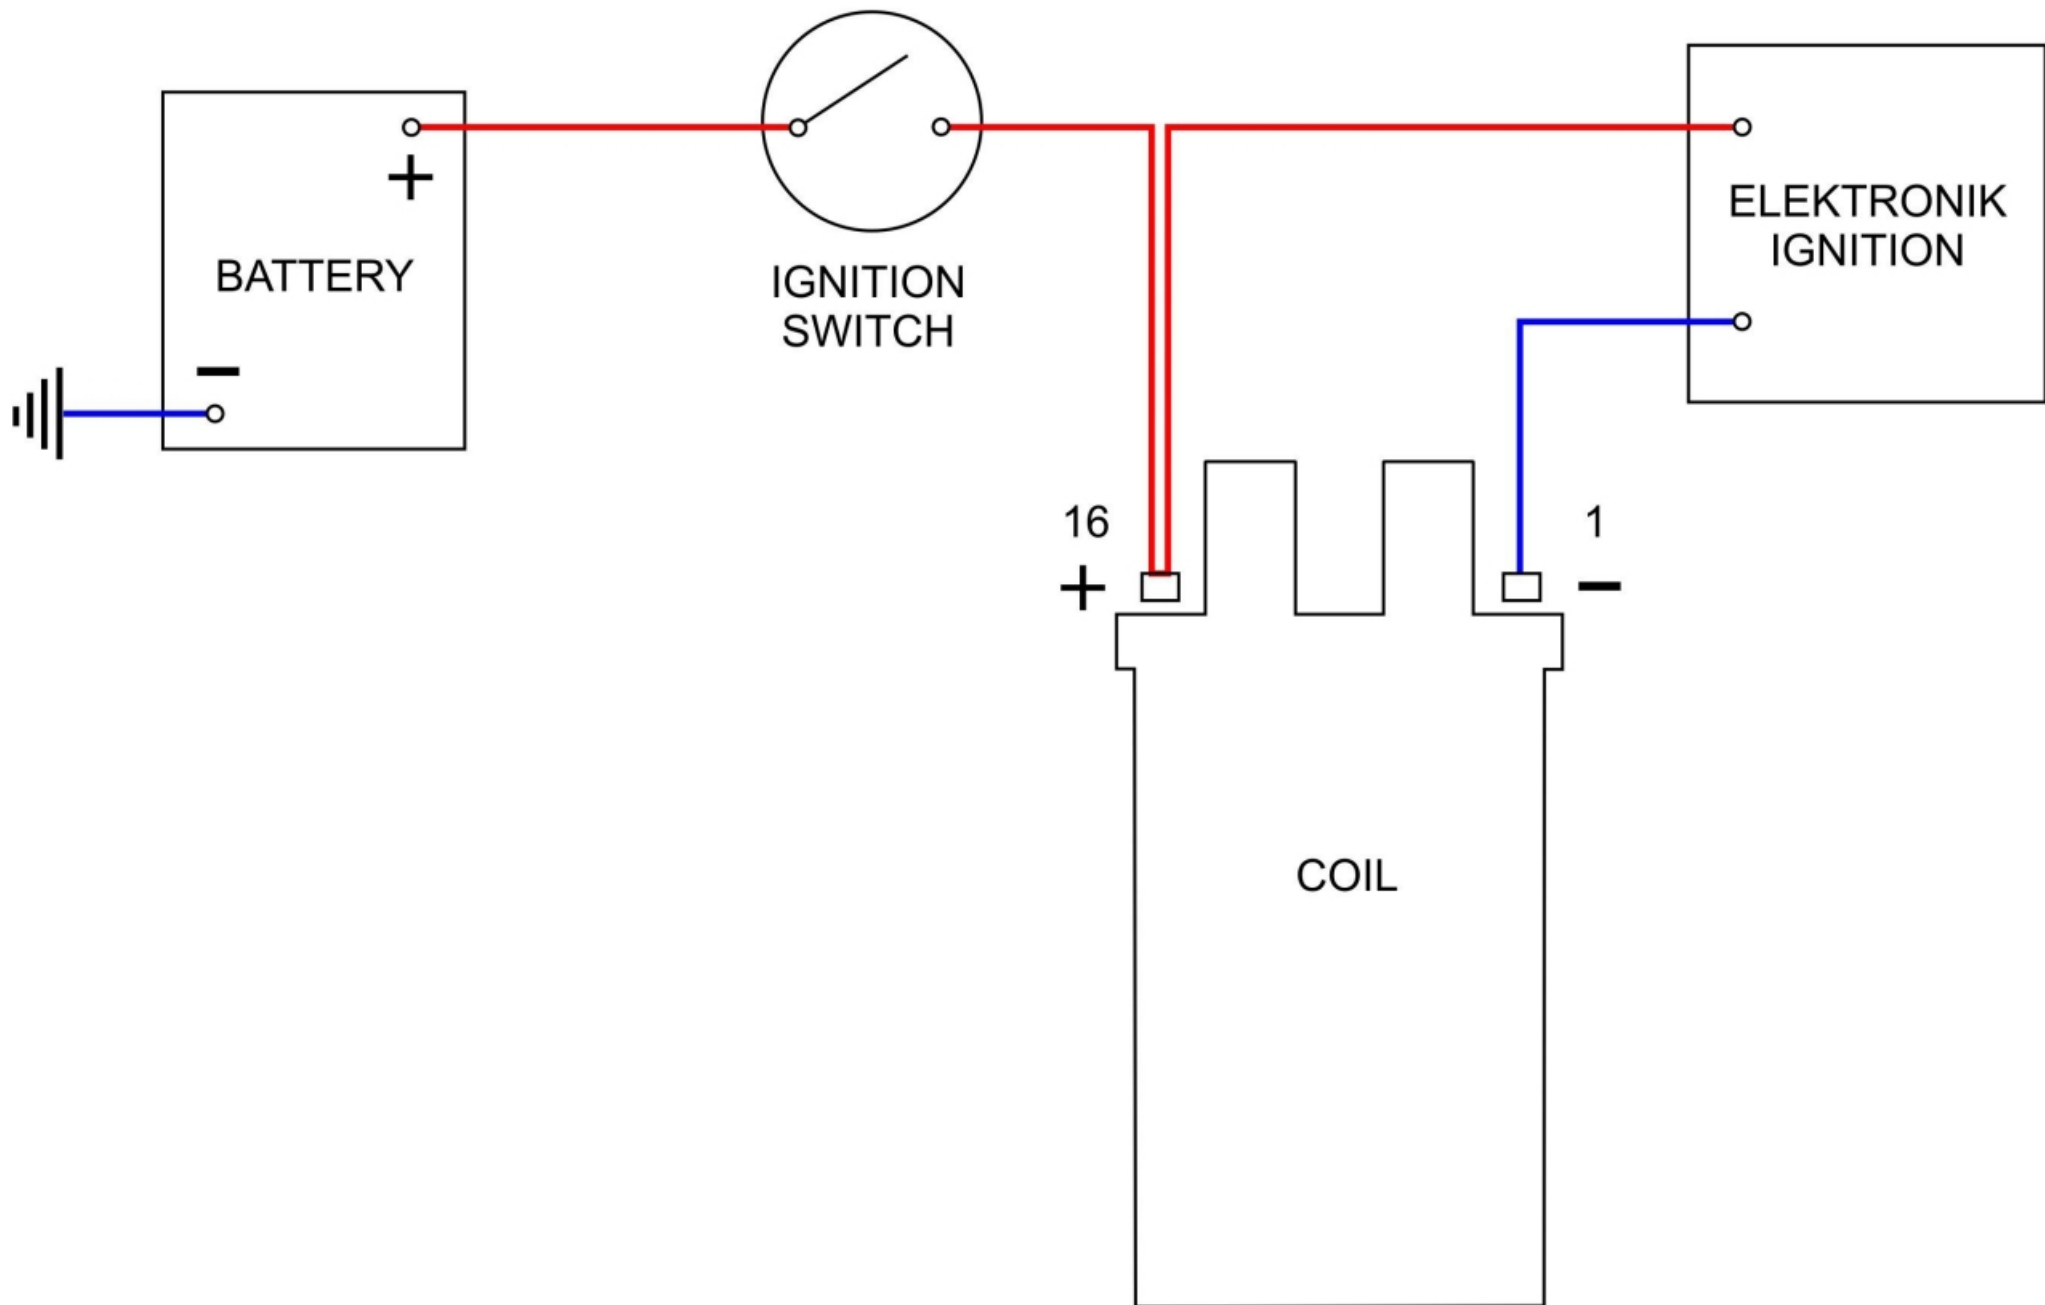 +
BATTERY
−
IGNITION
SWITCH
ELEKTRONIK
IGNITION
16
+
1
−
COIL